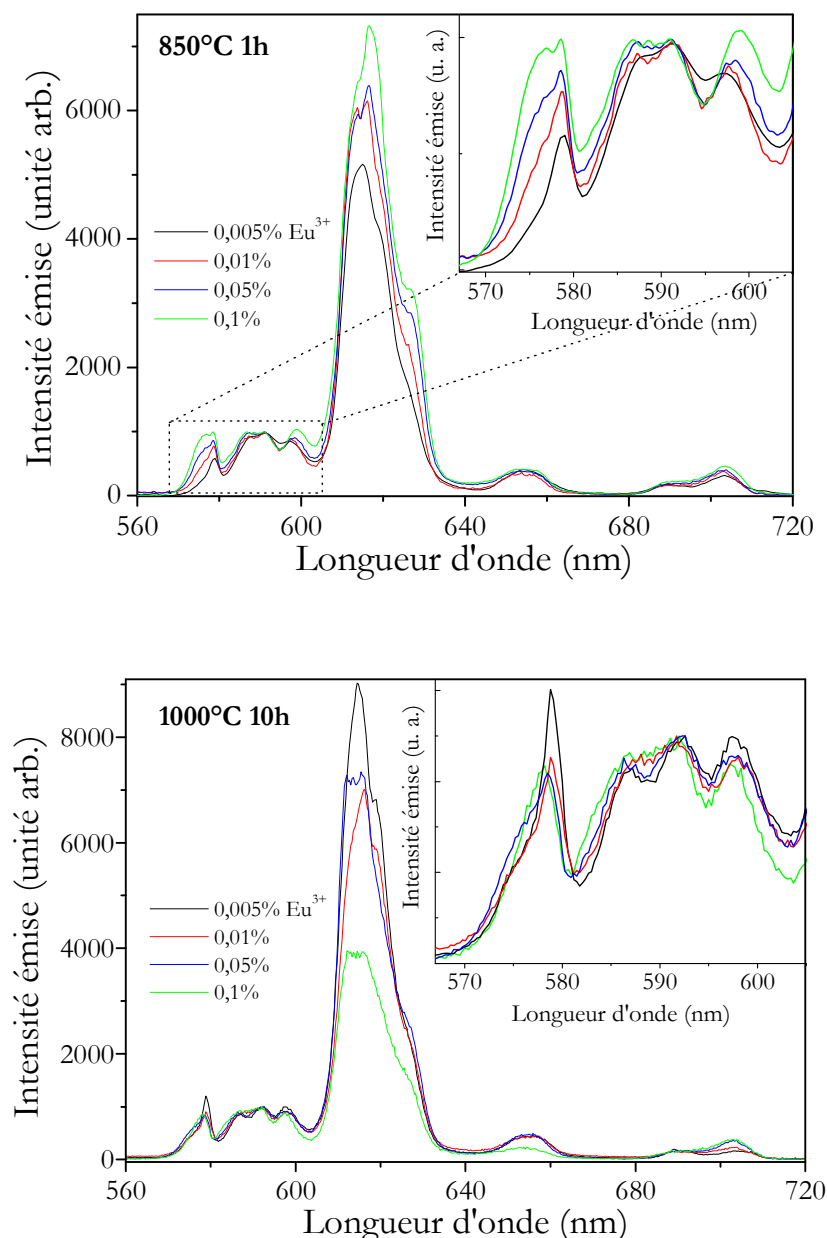 850°C 1h
Intensité émise (unité arb.)
6000
4000
2000
0
0,005% Eu3+
0,01%
0,05%
0,1%
560
600
640
680
720
Longueur d'onde (nm)
Intensité émise (u. a.)
570
580
590
600
Longueur d'onde (nm)
1000°C 10h
Intensité émise (unité arb.)
8000
6000
4000
2000
0
0,005% Eu3+
0,01%
0,05%
0,1%
560
600
640
680
720
Longueur d'onde (nm)
Intensité émise (u. a.)
570
580
590
600
Longueur d'onde (nm)